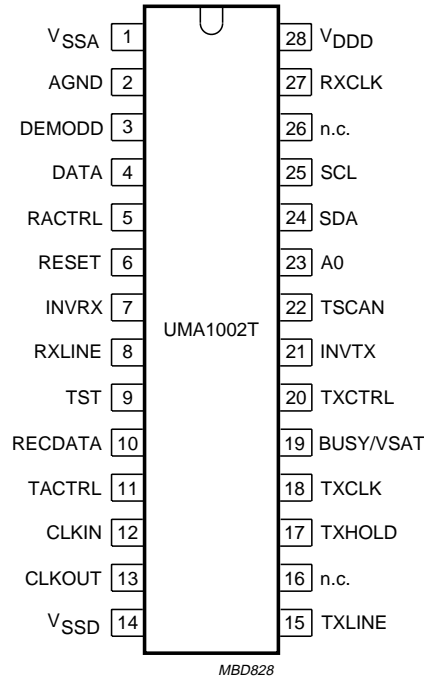 VSSA 1 28 VDDD
AGND 2 27 RXCLK
DEMODD 3 26 n.c.
DATA 4 25 SCL
RACTRL 5 24 SDA
RESET 6 23 A0
INVRX 7 22 TSCAN
UMA1002T
RXLINE 8 21 INVTX
TST 9 20 TXCTRL
RECDATA 10 19 BUSY/VSAT
TACTRL 11 18 TXCLK
CLKIN 12 17 TXHOLD
CLKOUT 13 16 n.c.
VSSD 14 15 TXLINE
MBD828